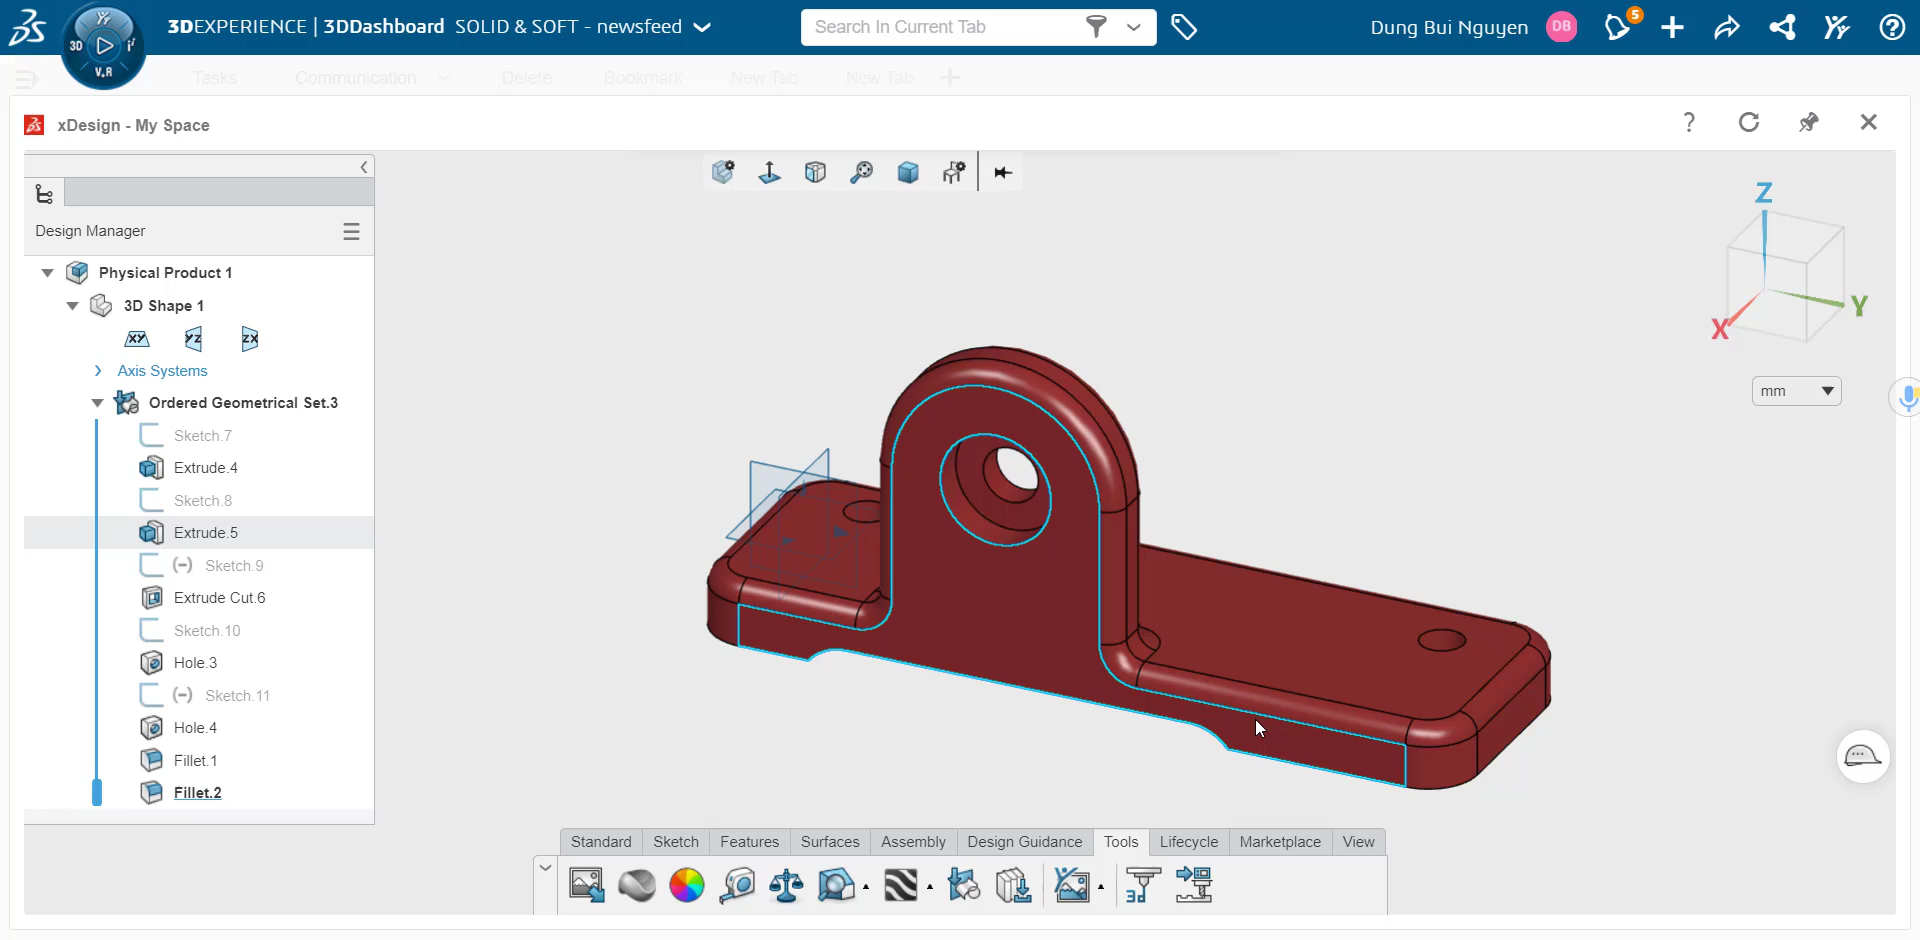 3DEXPERIENCE | 3DDashboard SOLID & SOFT - newsfeed
Search In Current Tab
Dung Bui Nguyen
DB
5
3D
V.R
Tasks
Communication
Delete
Bookmark
New Tab
New Tab
xDesign - My Space
Design Manager
Physical Product 1
3D Shape 1
XY
YZ
ZX
Axis Systems
Ordered Geometrical Set.3
Sketch.7
Extrude.4
Sketch.8
Extrude.5
(-) Sketch.9
Extrude Cut.6
Sketch.10
Hole.3
(-) Sketch.11
Hole.4
Fillet.1
Fillet.2
Z
Y
X
mm
Standard
Sketch
Features
Surfaces
Assembly
Design Guidance
Tools
Lifecycle
Marketplace
View
3D